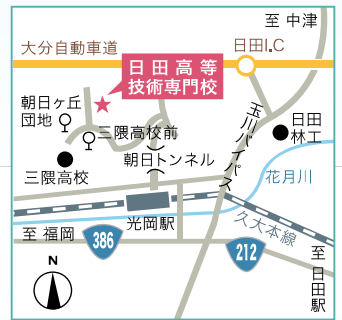 至 中津
大分自動車道
日田I.C
日田高等
技術専門校
朝日ヶ丘
団地
三隈高校前
玉川バイパス
日田
林工
朝日トンネル
三隈高校
花月川
光岡駅
久大本線
至 福岡
386
212
至 日田駅
N